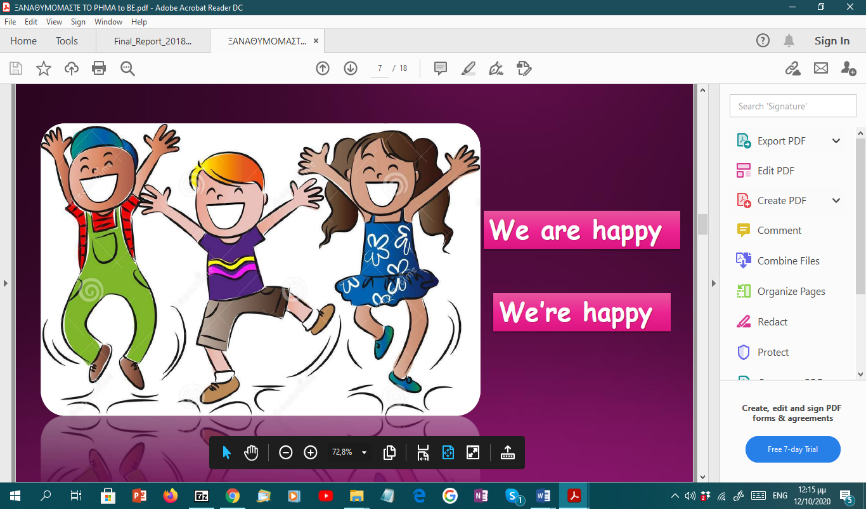 ΞΑΝΑΘΥΜΟΜΑΣΤΕ ΤΟ ΡΗΜΑ to BE.pdf - Adobe Acrobat Reader DC
File Edit View Sign Window Help
Home Tools Final_Report_2018... ΞΑΝΑΘΥΜΟΜΑΣΤ... × Sign In
7 / 18
Search 'Signature'
Export PDF
Edit PDF
Create PDF
Comment
Combine Files
Organize Pages
Redact
Protect
We are happy
We're happy
72,8%
Create, edit and sign PDF
forms & agreements
Free 7-day Trial
ENG
12:15 μμ
12/10/2020